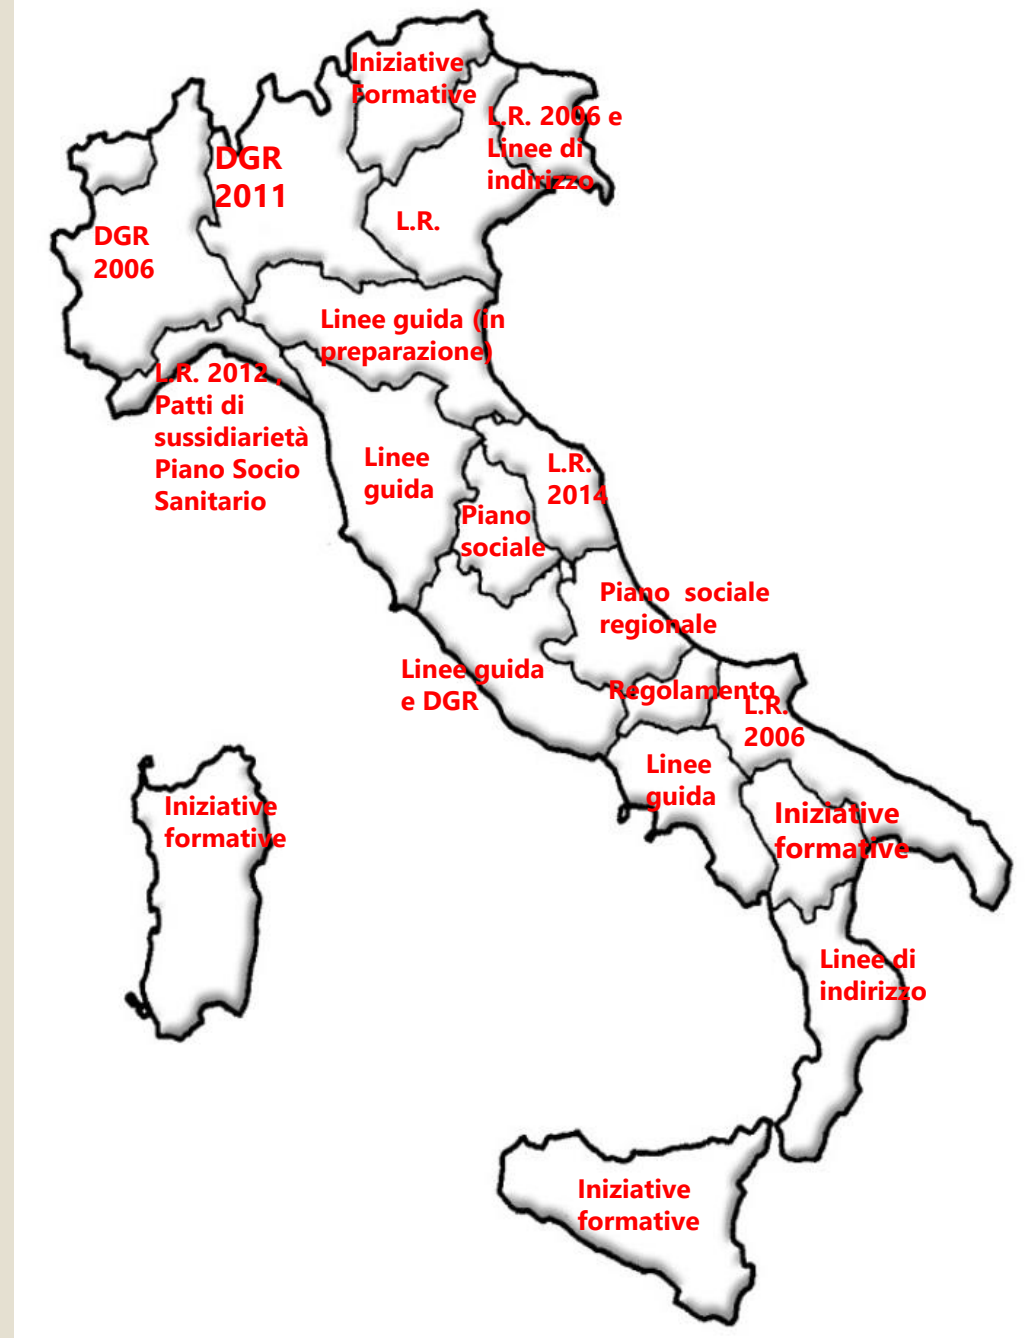 Iniziative
Formative
L.R. 2006 e
Linee di
indirizzo
DGR
2011
L.R.
DGR
2006
Linee guida (in
preparazione)
L.R. 2012 ,
Patti di
sussidiarietà
Piano Socio
Sanitario
Linee
guida
L.R.
2014
Piano
sociale
Piano  sociale
regionale
Linee guida
e DGR
Regolamento
L.R.
2006
Linee
guida
Iniziative
formative
Iniziative
formative
Linee di
indirizzo
Iniziative
formative